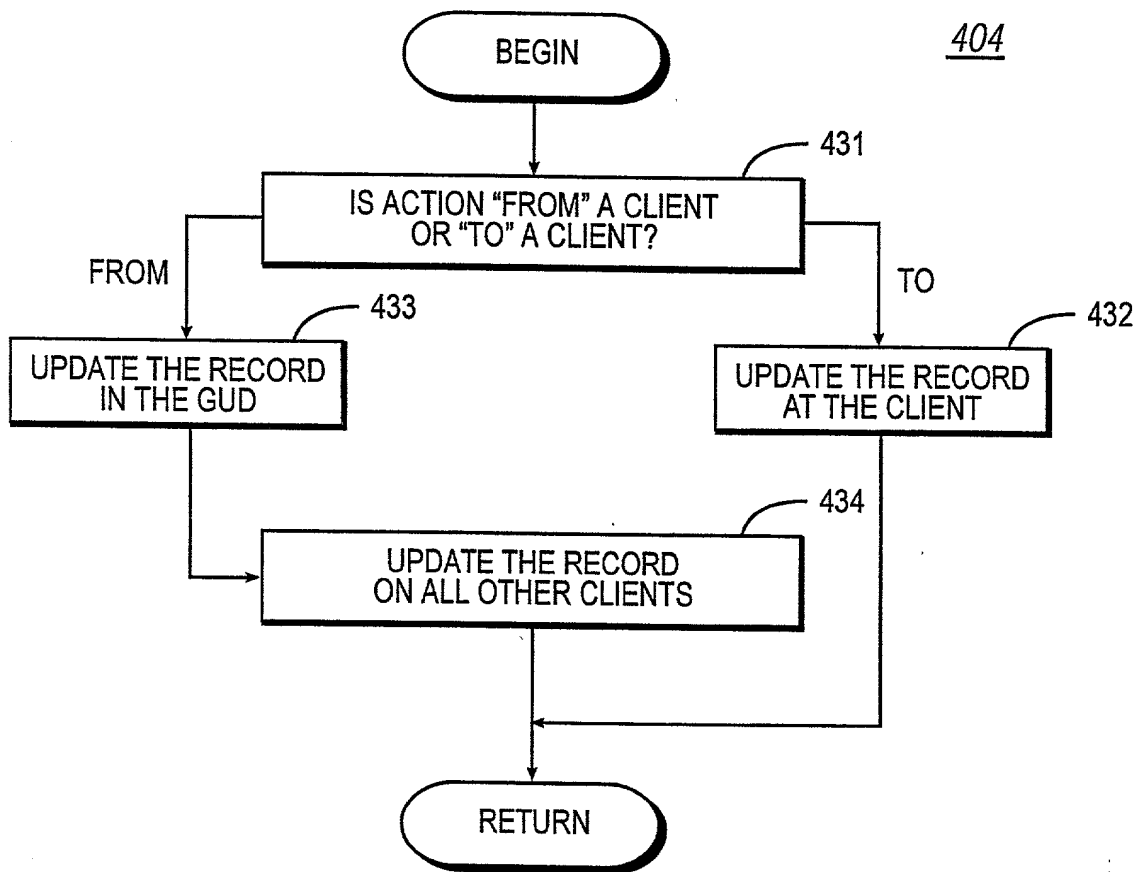 404
BEGIN
431
IS ACTION “FROM” A CLIENT
OR “TO” A CLIENT?
FROM
TO
433
UPDATE THE RECORD
IN THE GUD
432
UPDATE THE RECORD
AT THE CLIENT
434
UPDATE THE RECORD
ON ALL OTHER CLIENTS
RETURN